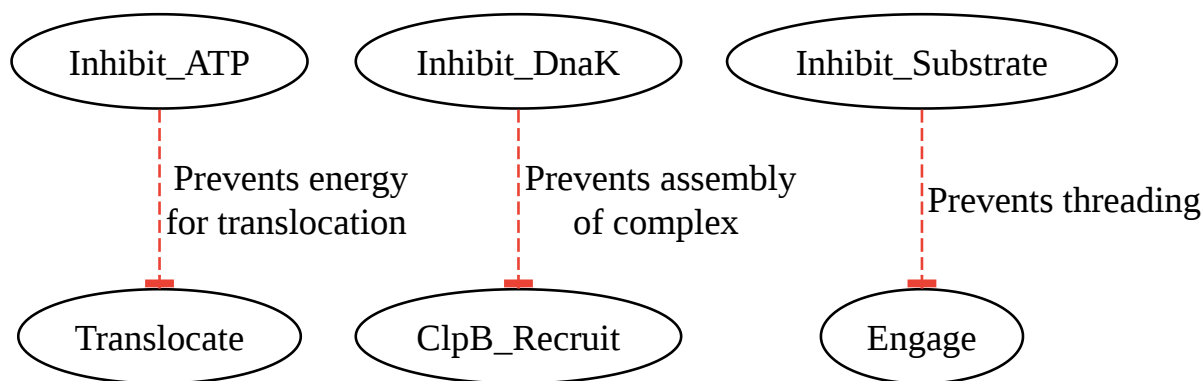 Inhibit_ATP
Inhibit_DnaK
Inhibit_Substrate
Prevents energy
for translocation
Prevents assembly
of complex
Prevents threading
Translocate
ClpB_Recruit
Engage